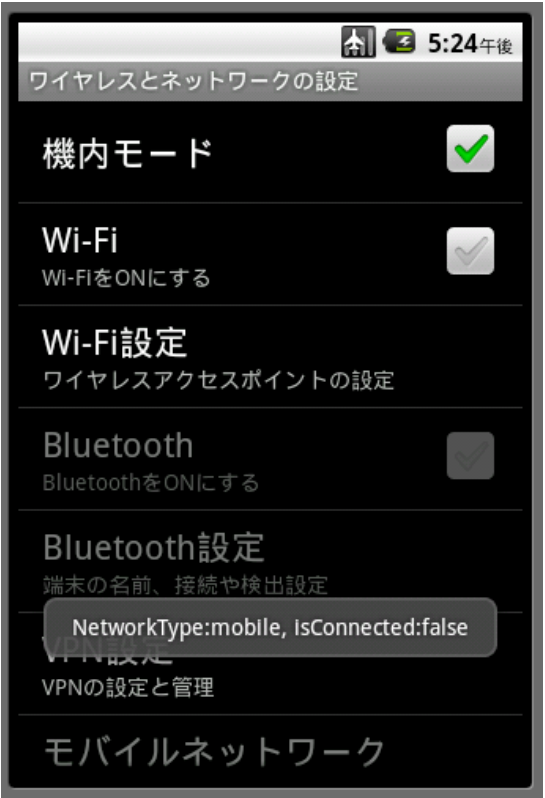 5:24午後
ワイヤレスとネットワークの設定
機内モード
Wi-Fi
Wi-FiをONにする
Wi-Fi設定
ワイヤレスアクセスポイントの設定
Bluetooth
BluetoothをONにする
Bluetooth設定
端末の名前、接続や検出設定
NetworkType:mobile, isConnected:false
VPN設定
VPNの設定と管理
モバイルネットワーク